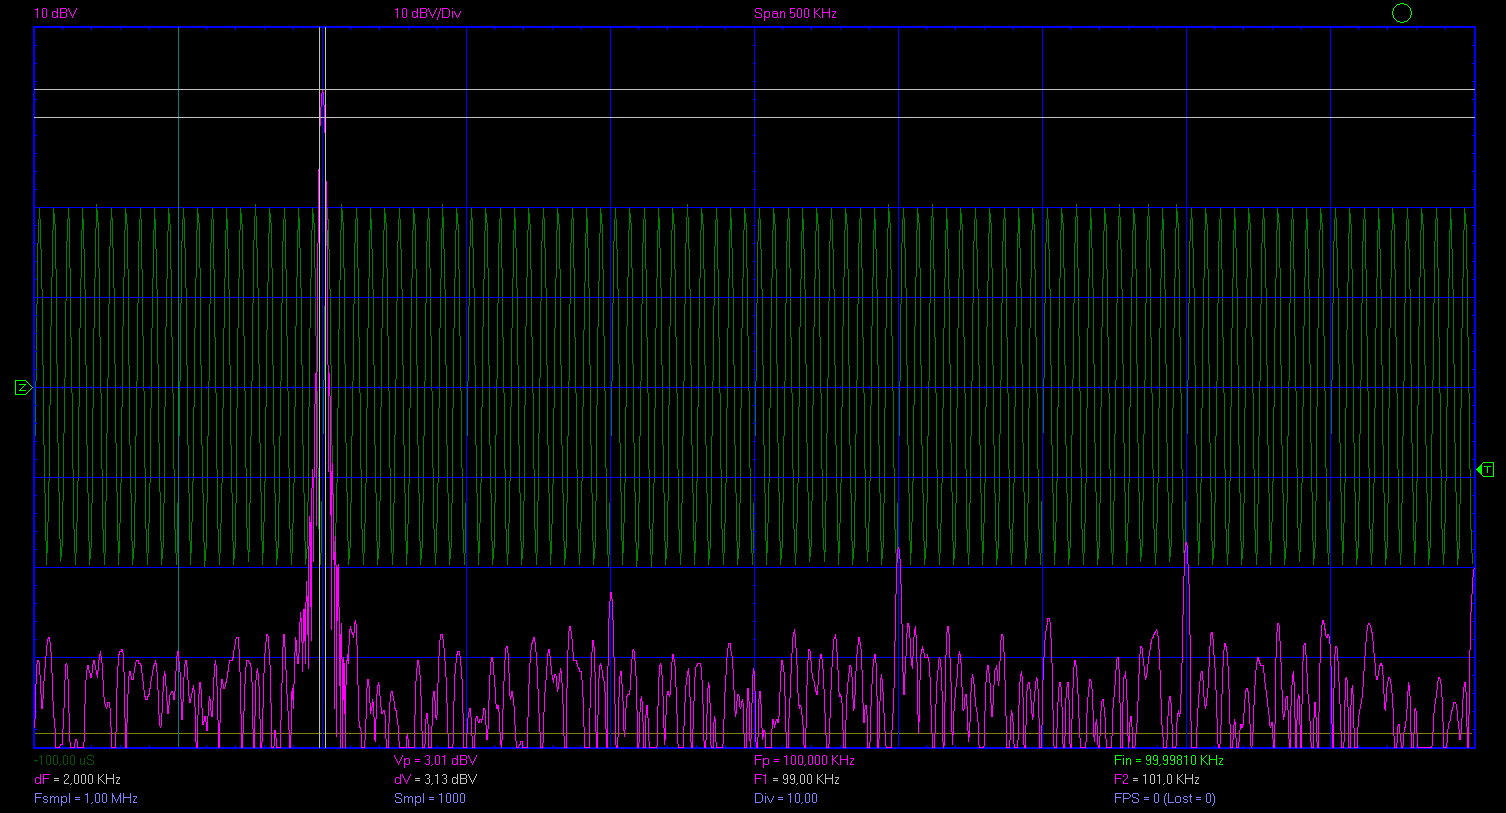 10 dBV 10 dBV/Div Span 500 KHz
Z
T
-100,00 uS Vp = 3,01 dBV Fp = 100,000 KHz Fin = 99,99810 KHz
dF = 2,000 KHz dV = 3,13 dBV F1 = 99,00 KHz F2 = 101,0 KHz
Fsmpl = 1,00 MHz Smpl = 1000 Div = 10,00 FPS = 0 (Lost = 0)